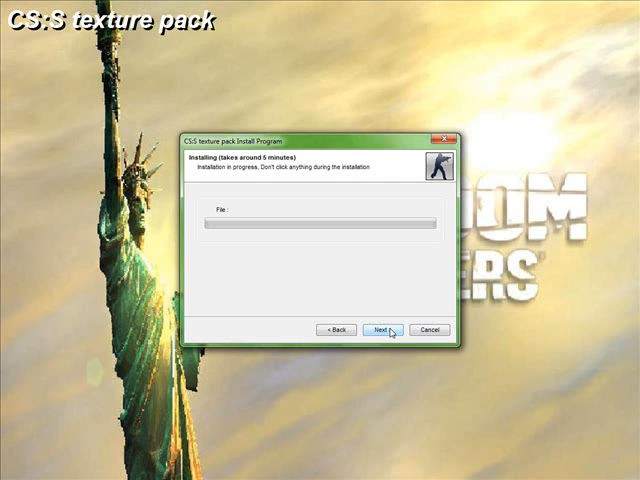 CS:S texture pack
CS:S texture pack Install Program
Installing (takes around 5 minutes)
Installation in progress, Don't click anything during the installation
File :
< Back
Next
Cancel